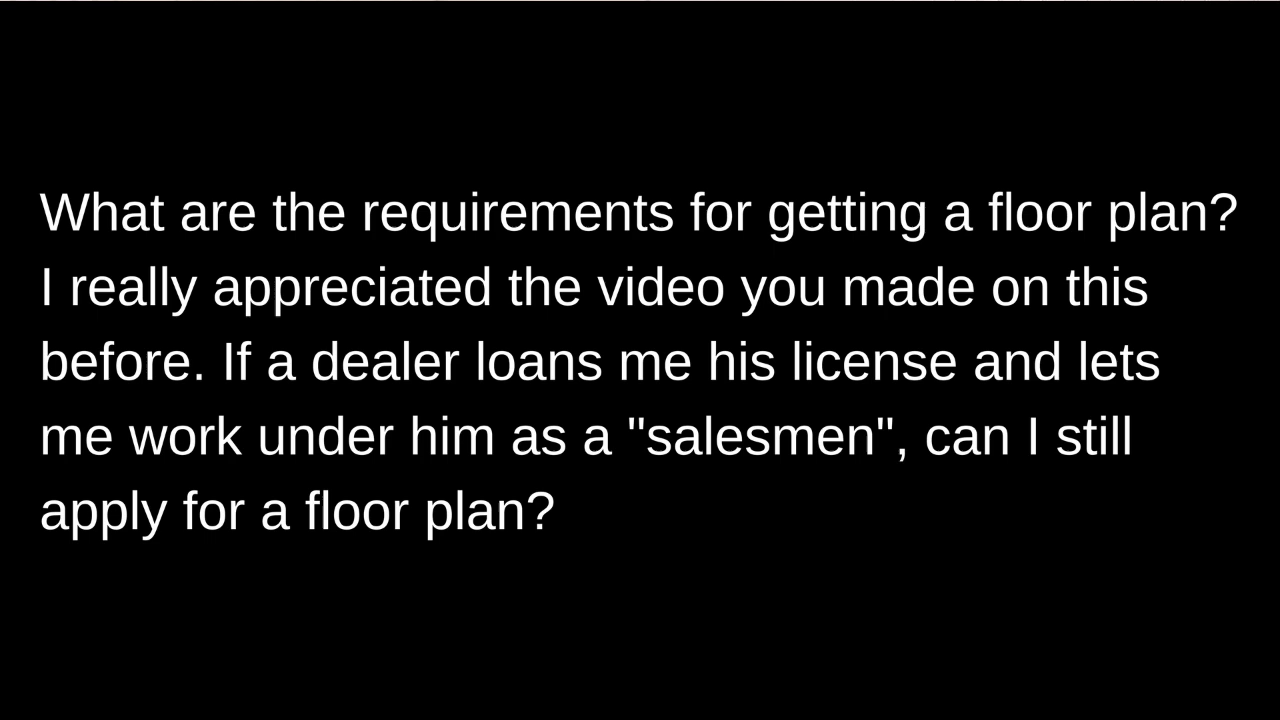 What are the requirements for getting a floor plan?
I really appreciated the video you made on this
before. If a dealer loans me his license and lets
me work under him as a "salesmen", can I still
apply for a floor plan?